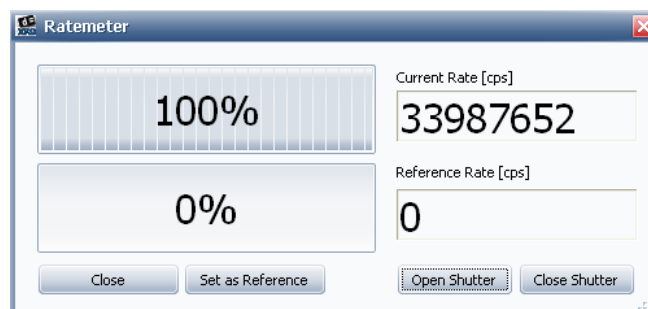 Ratemeter
100%
Current Rate [cps]
33987652
0%
Reference Rate [cps]
0
Close
Set as Reference
Open Shutter
Close Shutter